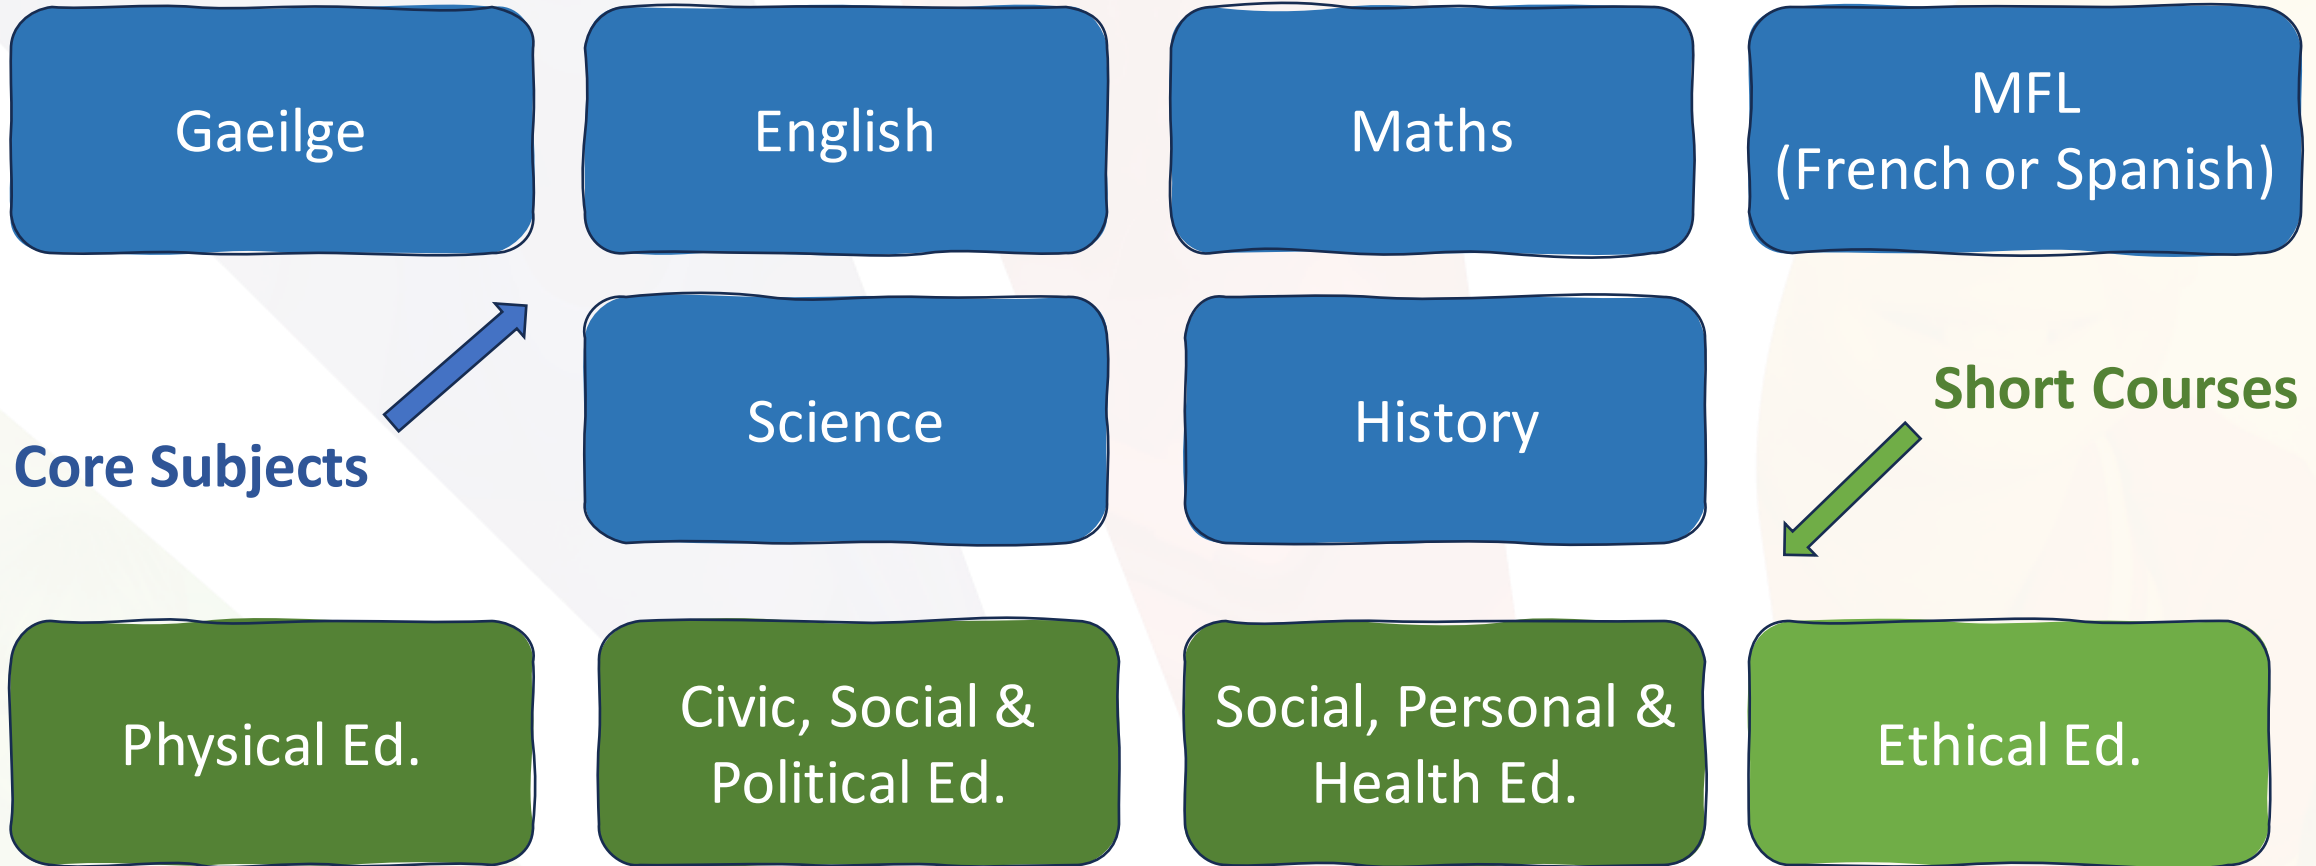 Gaeilge
English
Maths
MFL
(French or Spanish)
Science
History
Short Courses
Core Subjects
Physical Ed.
Civic, Social &
Political Ed.
Social, Personal &
Health Ed.
Ethical Ed.